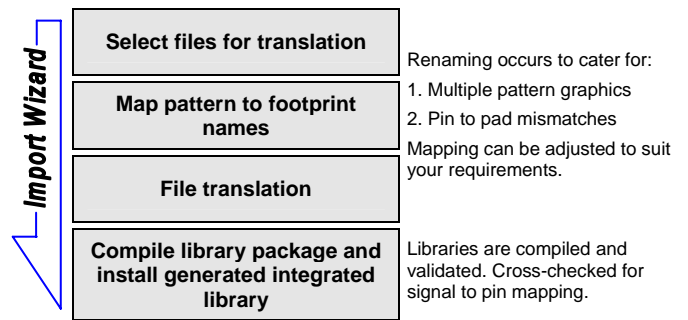 Import Wizard
Select files for translation
Map pattern to footprint
names
Renaming occurs to cater for:
1. Multiple pattern graphics
2. Pin to pad mismatches
Mapping can be adjusted to suit
your requirements.
File translation
Compile library package and
install generated integrated
library
Libraries are compiled and
validated. Cross-checked for
signal to pin mapping.